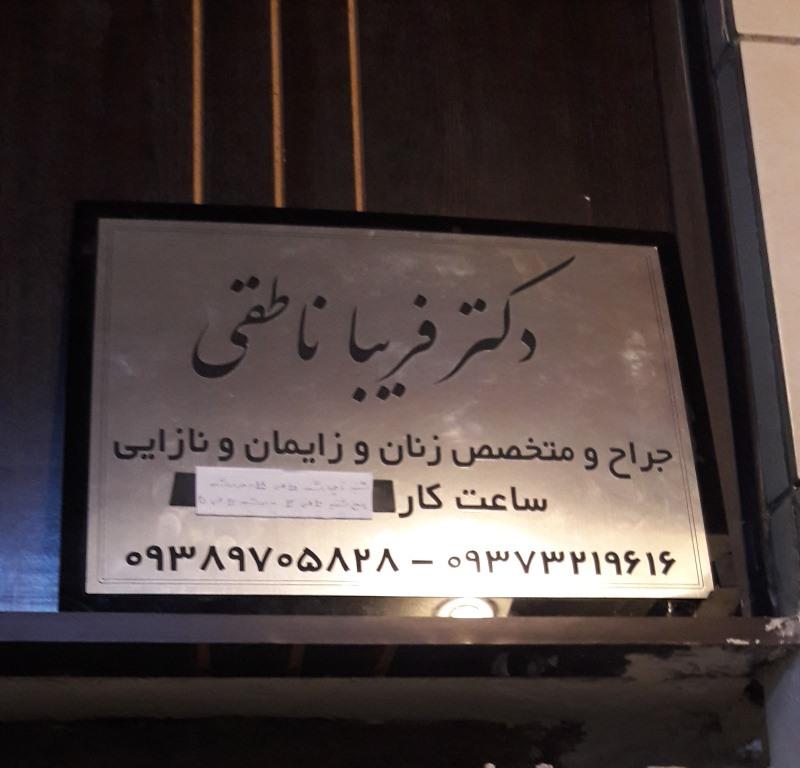 دکتر فریبا ناطقی
جراح و متخصص زنان و زایمان و نازایی
ساعت کار
۰۹۳۷۳۲۱۹۶۱۶ – ۰۹۳۸۹۷۰۵۸۲۸